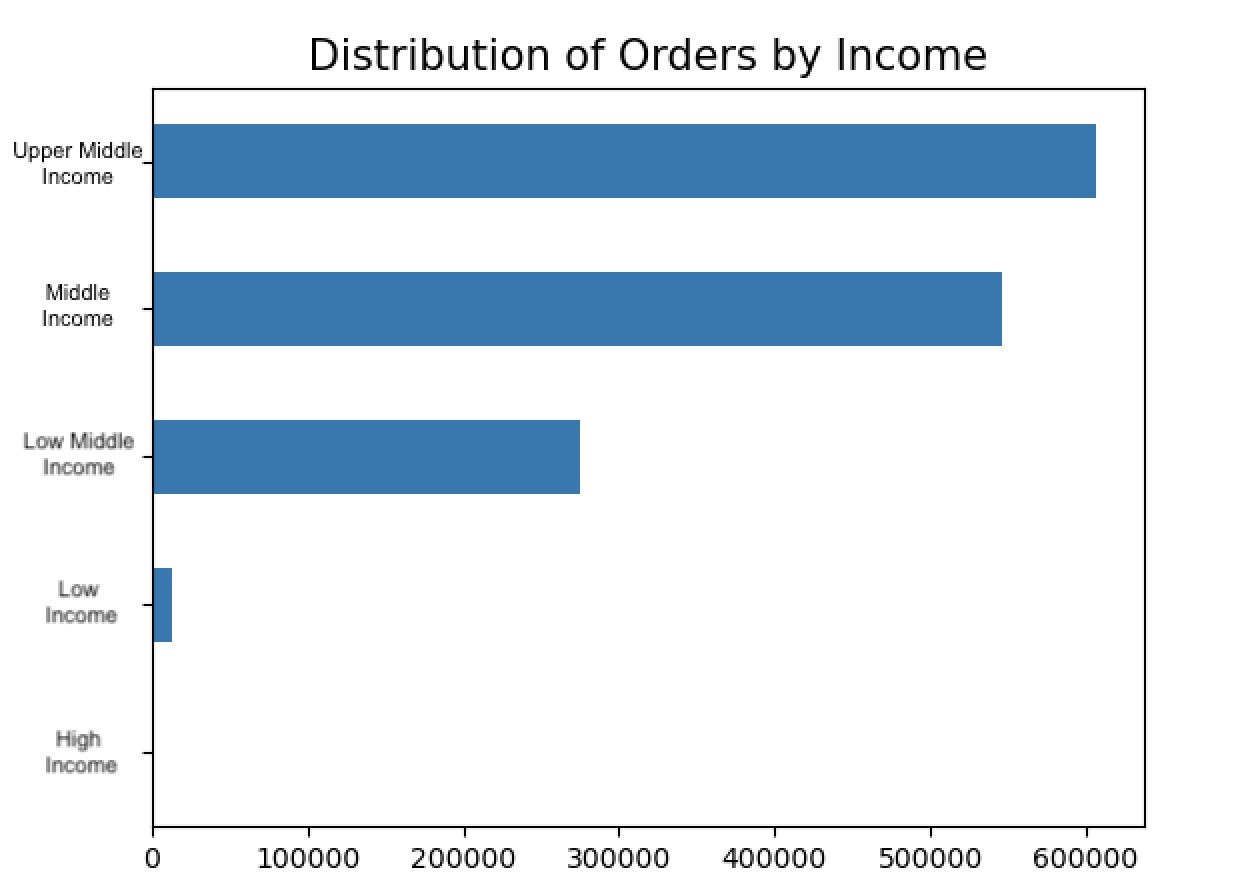 Distribution of Orders by Income
Upper Middle
Income
Middle
Income
Low Middle
Income
Low
Income
High
Income
0 100000 200000 300000 400000 500000 600000